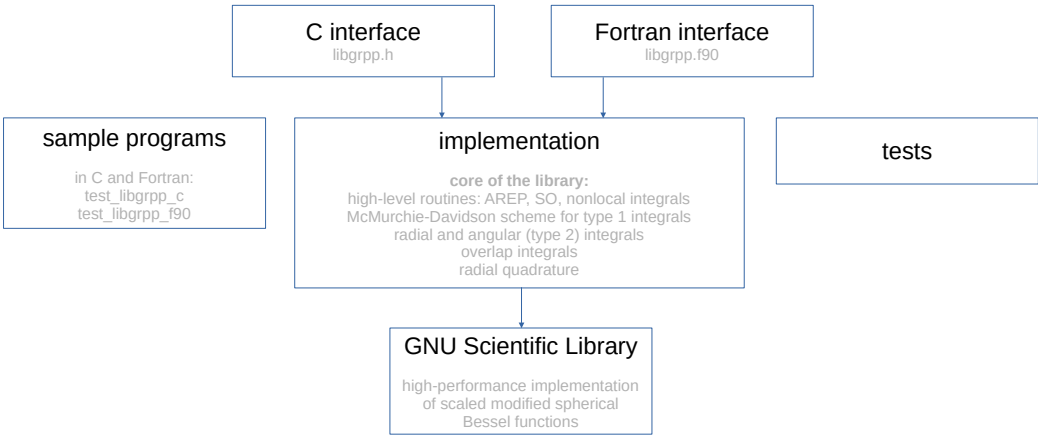 C interface
libgrpp.h
Fortran interface
libgrpp.f90
sample programs
in C and Fortran:
test_libgrpp_c
test_libgrpp_f90
implementation
core of the library:
high-level routines: AREP, SO, nonlocal integrals
McMurchie-Davidson scheme for type 1 integrals
radial and angular (type 2) integrals
overlap integrals
radial quadrature
tests
GNU Scientific Library
high-performance implementation
of scaled modified spherical
Bessel functions